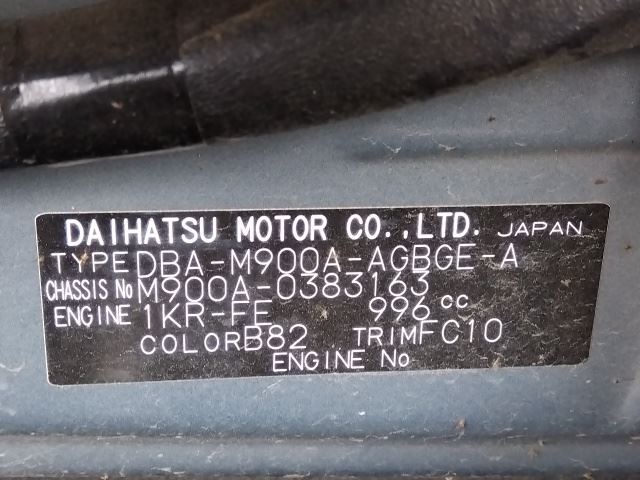 DAIHATSU MOTOR CO.,LTD. JAPAN
TYPE DBA-M900A-AGBGE-A
CHASSIS No M900A-0383163
ENGINE 1KR-FE 996 cc
COLOR B82 TRIM FC10
ENGINE No